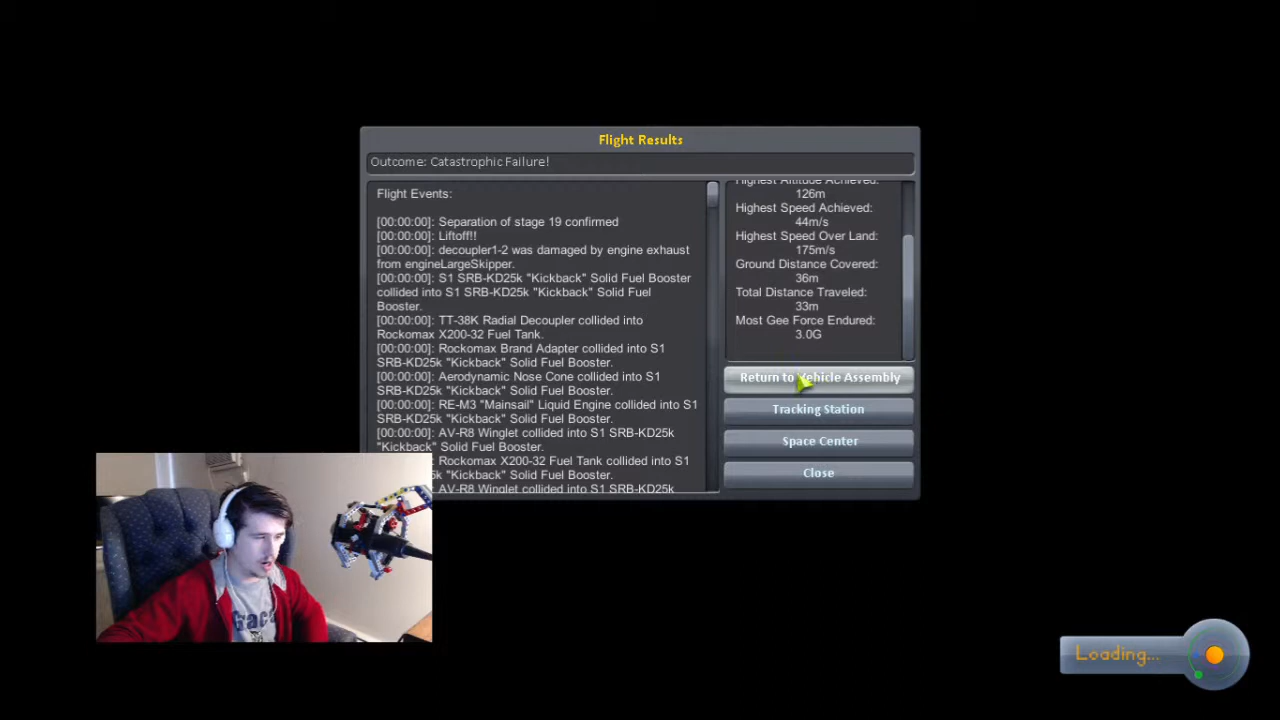 Flight Results
Outcome: Catastrophic Failure!
Flight Events:
[00:00:00]: Separation of stage 19 confirmed
[00:00:00]: Liftoff!!
[00:00:00]: decoupler1-2 was damaged by engine exhaust
from engineLargeSkipper.
[00:00:00]: S1 SRB-KD25k "Kickback" Solid Fuel Booster
collided into S1 SRB-KD25k "Kickback" Solid Fuel
Booster.
[00:00:00]: TT-38K Radial Decoupler collided into
Rockomax X200-32 Fuel Tank.
[00:00:00]: Rockomax Brand Adapter collided into S1
SRB-KD25k "Kickback" Solid Fuel Booster.
[00:00:00]: Aerodynamic Nose Cone collided into S1
SRB-KD25k "Kickback" Solid Fuel Booster.
[00:00:00]: RE-M3 "Mainsail" Liquid Engine collided into S1
SRB-KD25k "Kickback" Solid Fuel Booster.
[00:00:00]: AV-R8 Winglet collided into S1 SRB-KD25k
"Kickback" Solid Fuel Booster.
: Rockomax X200-32 Fuel Tank collided into S1
"Kickback" Solid Fuel Booster.
: AV-R8 Winglet collided into S1 SRB-KD25k
Highest Altitude Achieved:
126m
Highest Speed Achieved:
44m/s
Highest Speed Over Land:
175m/s
Ground Distance Covered:
36m
Total Distance Traveled:
33m
Most Gee Force Endured:
3.0G
Return to Vehicle Assembly
Tracking Station
Space Center
Close
Loading...